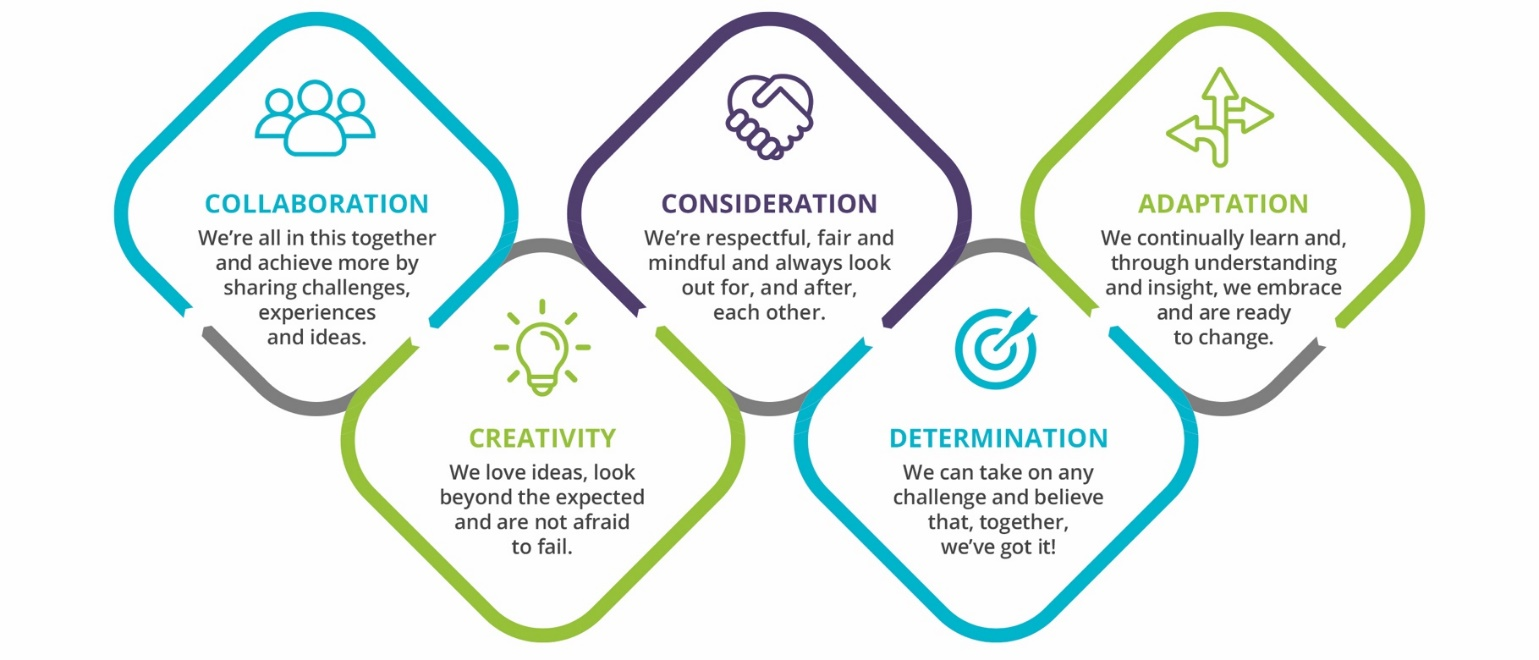 COLLABORATION
We’re all in this together
and achieve more by
sharing challenges,
experiences
and ideas.
CREATIVITY
We love ideas, look
beyond the expected
and are not afraid
to fail.
CONSIDERATION
We’re respectful, fair and
mindful and always look
out for, and after,
each other.
DETERMINATION
We can take on any
challenge and believe
that, together,
we’ve got it!
ADAPTATION
We continually learn and,
through understanding
and insight, we embrace
and are ready
to change.